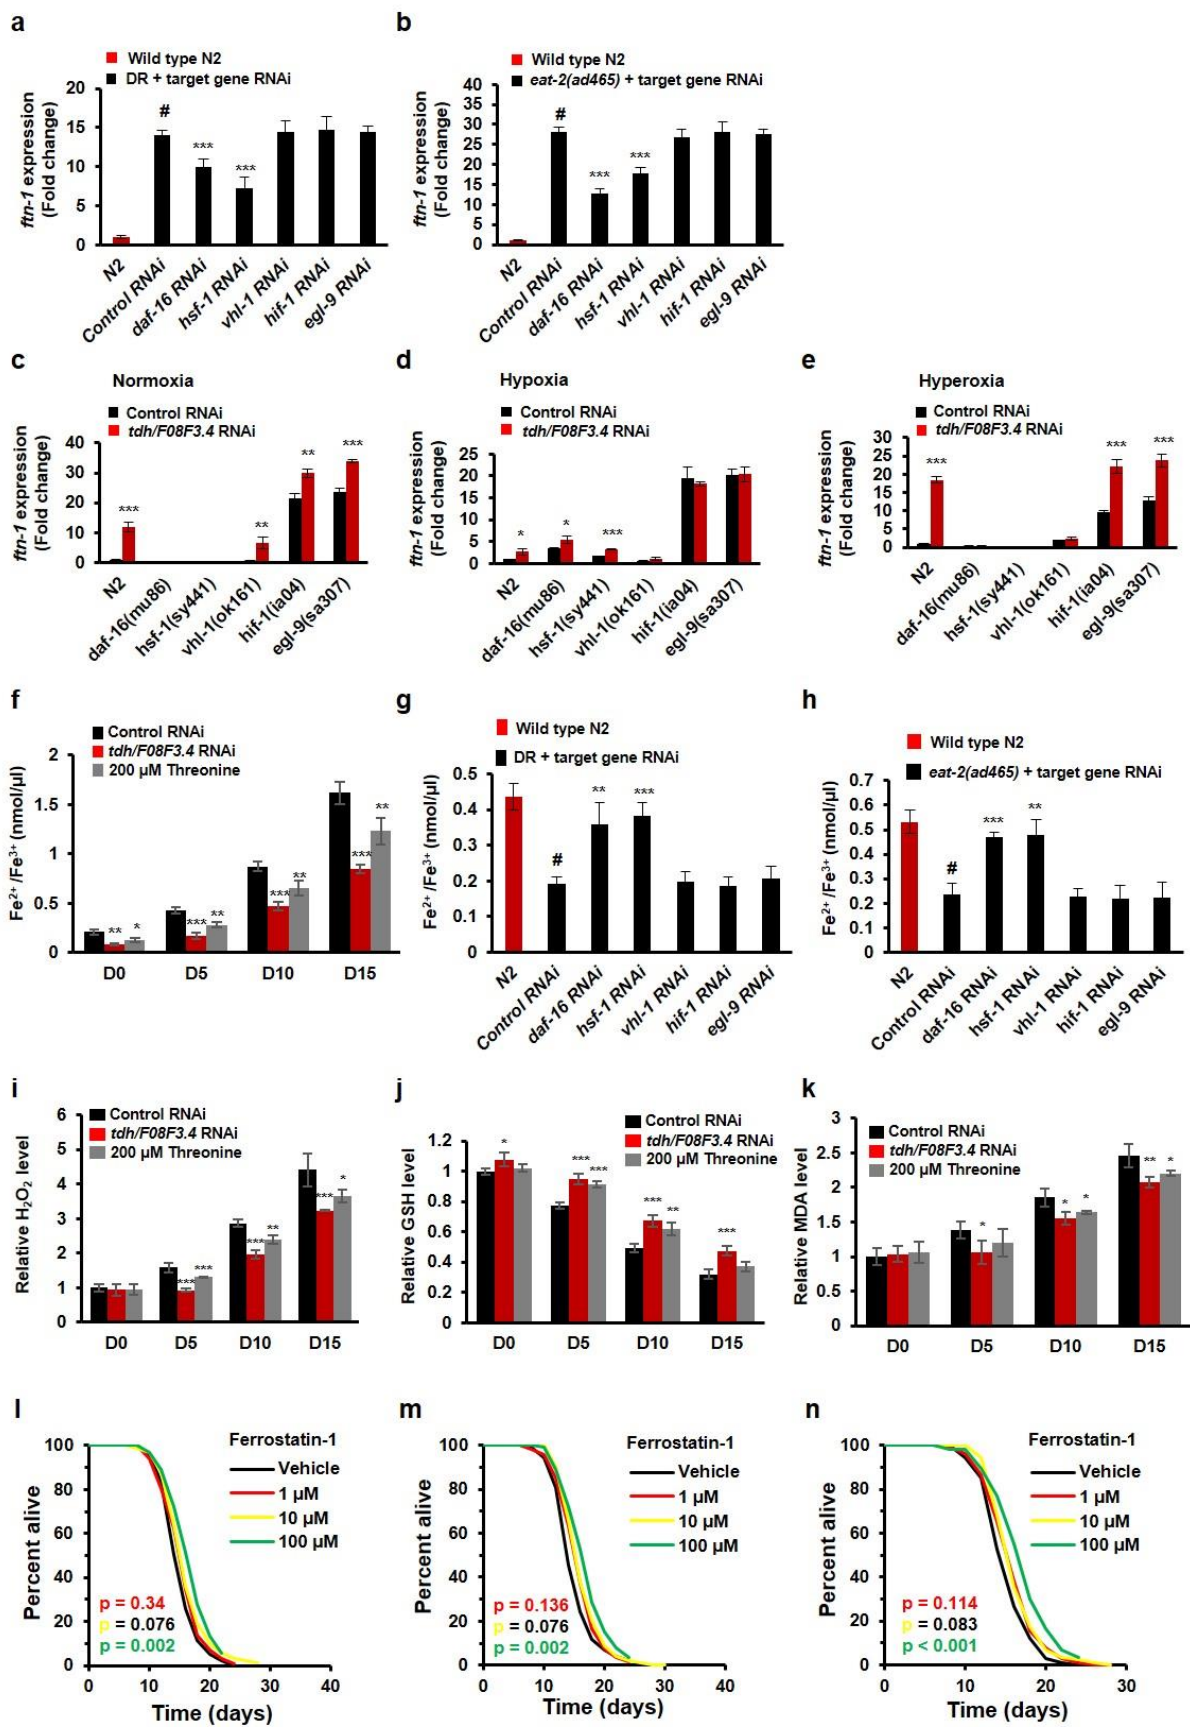 a
Wild type N2
DR + target gene RNAi
ftn-1 expression
(Fold change)
20
15
10
5
0
#
***
***
N2
Control RNAi
daf-16 RNAi
hsf-1 RNAi
vhl-1 RNAi
hif-1 RNAi
egl-9 RNAi
b
Wild type N2
eat-2(ad465) + target gene RNAi
ftn-1 expression
(Fold change)
40
35
30
25
20
15
10
5
0
#
***
***
N2
Control RNAi
daf-16 RNAi
hsf-1 RNAi
vhl-1 RNAi
hif-1 RNAi
egl-9 RNAi
c
Normoxia
Control RNAi
tdh/F08F3.4 RNAi
ftn-1 expression
(Fold change)
40
30
20
10
0
***
**
**
***
N2
daf-16(mu86)
hsf-1(sy441)
vhl-1(ok161)
hif-1(ia04)
egl-9(sa307)
d
Hypoxia
Control RNAi
tdh/F08F3.4 RNAi
ftn-1 expression
(Fold change)
25
20
15
10
5
0
*
*
***
N2
daf-16(mu86)
hsf-1(sy441)
vhl-1(ok161)
hif-1(ia04)
egl-9(sa307)
e
Hyperoxia
Control RNAi
tdh/F08F3.4 RNAi
ftn-1 expression
(Fold change)
30
25
20
15
10
5
0
***
***
***
N2
daf-16(mu86)
hsf-1(sy441)
vhl-1(ok161)
hif-1(ia04)
egl-9(sa307)
f
Control RNAi
tdh/F08F3.4 RNAi
200 µM Threonine
Fe²⁺ /Fe³⁺ (nmol/µl)
2
1.5
1
0.5
0
** *
*** **
*** **
*** **
D0 D5 D10 D15
g
Wild type N2
DR + target gene RNAi
Fe²⁺ /Fe³⁺ (nmol/µl)
0.5
0.4
0.3
0.2
0.1
0
#
**
***
N2
Control RNAi
daf-16 RNAi
hsf-1 RNAi
vhl-1 RNAi
hif-1 RNAi
egl-9 RNAi
h
Wild type N2
eat-2(ad465) + target gene RNAi
Fe²⁺ /Fe³⁺ (nmol/µl)
0.7
0.6
0.5
0.4
0.3
0.2
0.1
0
#
***
**
N2
Control RNAi
daf-16 RNAi
hsf-1 RNAi
vhl-1 RNAi
hif-1 RNAi
egl-9 RNAi
i
Control RNAi
tdh/F08F3.4 RNAi
200 µM Threonine
Relative H₂O₂ level
6
5
4
3
2
1
0
*** ***
*** **
*** *
D0 D5 D10 D15
j
Control RNAi
tdh/F08F3.4 RNAi
200 µM Threonine
Relative GSH level
1.2
1
0.8
0.6
0.4
0.2
0
*
*** ***
*** **
***
D0 D5 D10 D15
k
Control RNAi
tdh/F08F3.4 RNAi
200 µM Threonine
Relative MDA level
3
2.5
2
1.5
1
0.5
0
*
* *
** *
D0 D5 D10 D15
l
Ferrostatin-1
Vehicle
1 µM
10 µM
100 µM
Percent alive
100
80
60
40
20
0
p = 0.34
p = 0.076
p = 0.002
0 10 20 30 40
Time (days)
m
Ferrostatin-1
Vehicle
1 µM
10 µM
100 µM
Percent alive
100
80
60
40
20
0
p = 0.136
p = 0.076
p = 0.002
0 10 20 30 40
Time (days)
n
Ferrostatin-1
Vehicle
1 µM
10 µM
100 µM
Percent alive
100
80
60
40
20
0
p = 0.114
p = 0.083
p < 0.001
0 10 20 30
Time (days)